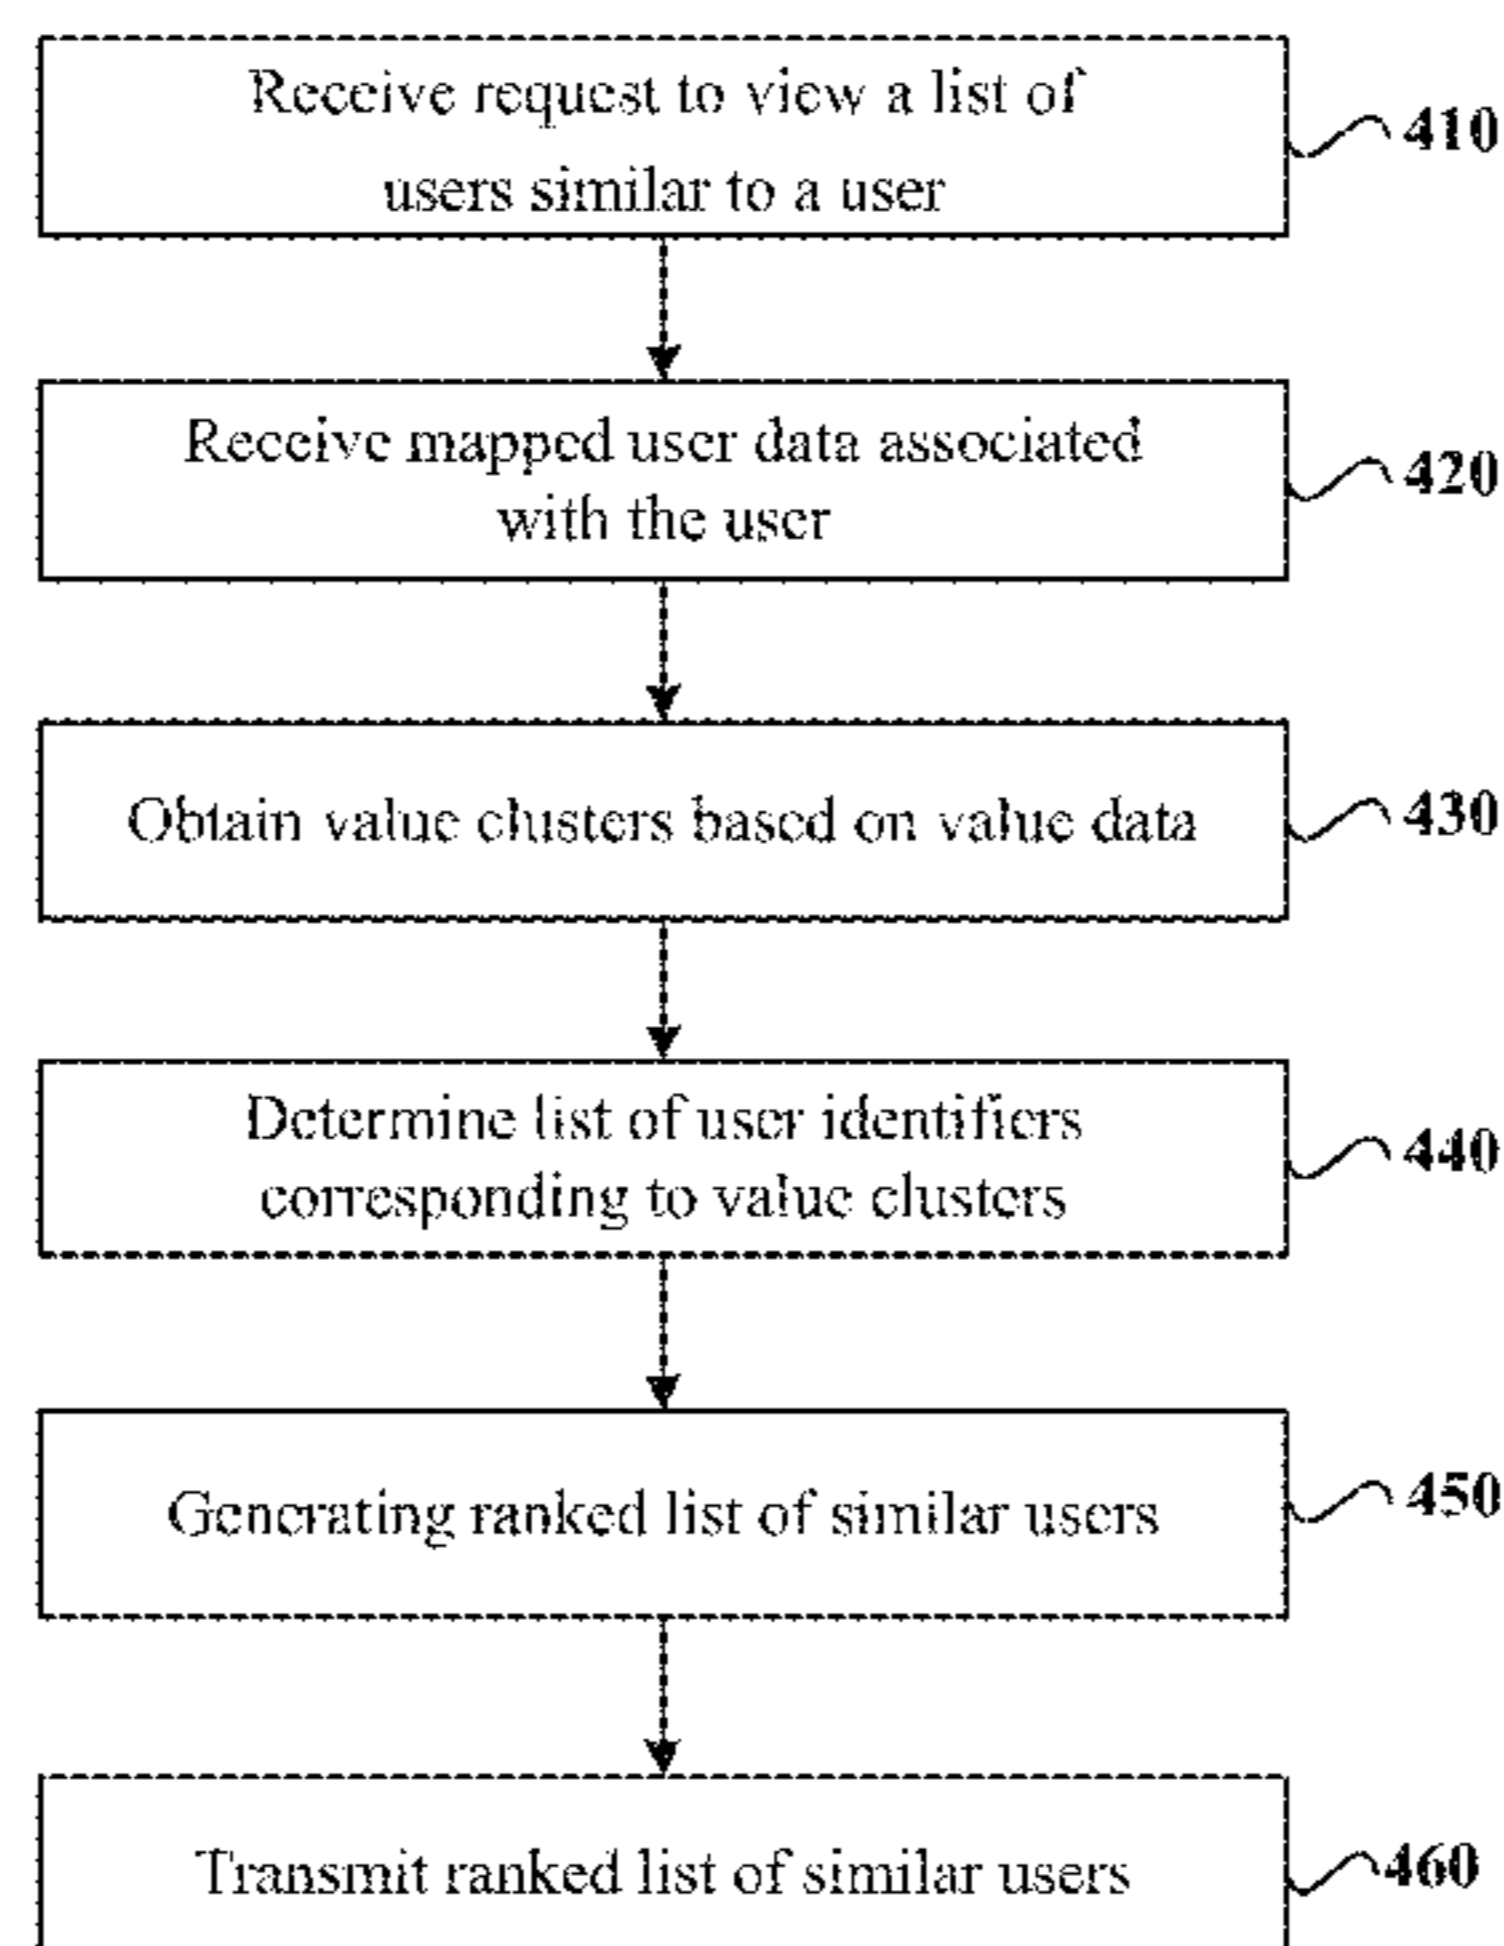 Receive request to view a list of
users similar to a user
410
Receive mapped user data associated
with the user
420
Obtain value clusters based on value data
430
Determine list of user identifiers
corresponding to value clusters
440
Generating ranked list of similar users
450
Transmit ranked list of similar users
460